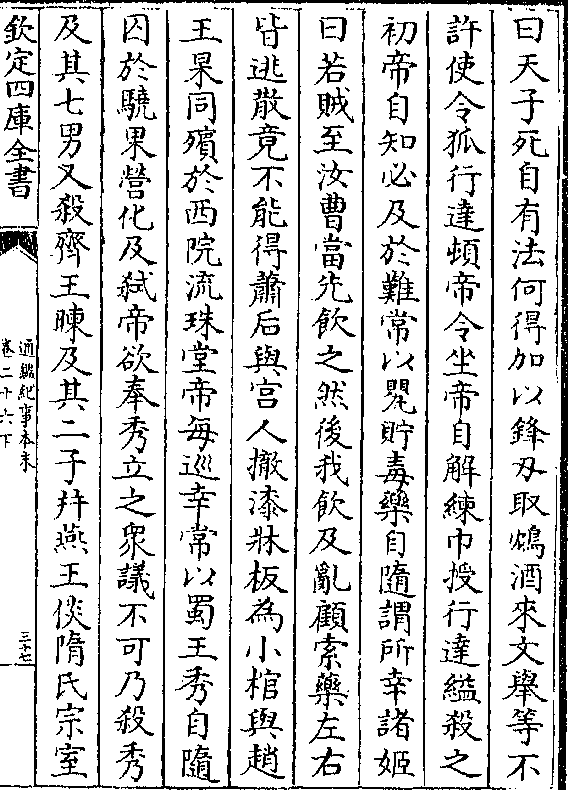 曰天子死自有法何得加以鋒刃取鴆酒來文舉等不
許使令狐行達頓帝令坐帝自解練巾授行達縊殺之
初帝自知必及於難常以甖貯毒藥自隨謂所幸諸姬
曰若賊至汝曹當先飲之然後我飲及亂顧索藥左右
皆逃散竟不能得蕭后與宫人撤漆牀板為小棺與趙
王杲同殯於西院流珠堂帝每巡幸常以蜀王秀自隨
囚於驍果營化及弑帝欲奉秀立之衆議不可乃殺秀
及其七男又殺齊王暕及其二子幷燕王倓隋氏宗室
欽定四庫全書
通鑑紀事本末
卷二十六下
三十七